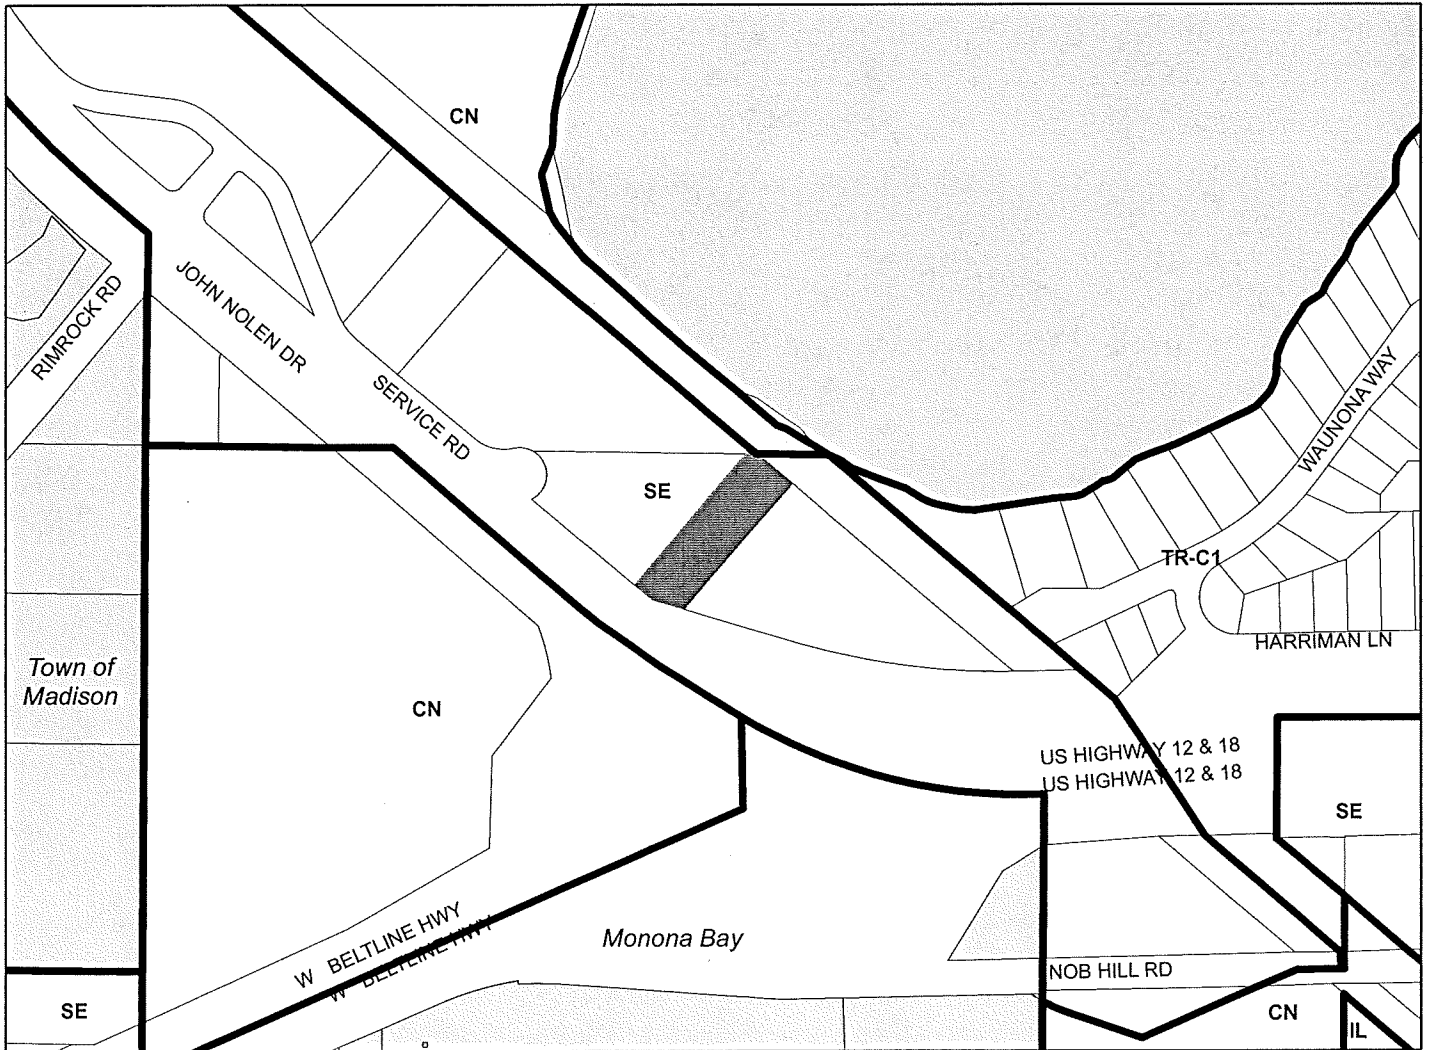 CN
RIMROCK RD
JOHN NOLEN DR
SERVICE RD
WAUNONA WAY
SE
TR-C1
HARRIMAN LN
Town of
Madison
CN
US HIGHWAY 12 & 18
US HIGHWAY 12 & 18
SE
W BELTLINE HWY
W BELTLINE HWY
Monona Bay
NOB HILL RD
SE
CN
IL